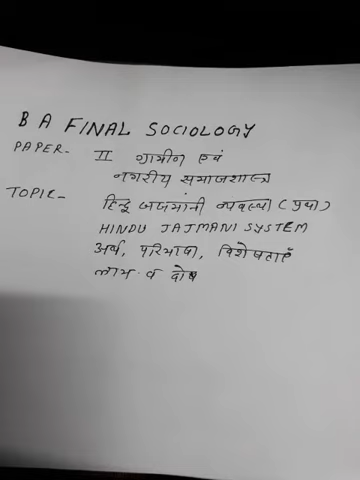 B A FINAL SOCIOLOGY
PAPER- II ग्रामीन एवं
नगरीय समाजशास्त्र
TOPIC- हिन्दू जजमानी व्यवस्था (प्रथा)
HINDU JAJMANI SYSTEM
अर्थ, परिभाषा, विशेषताएँ
लाभ व दोष